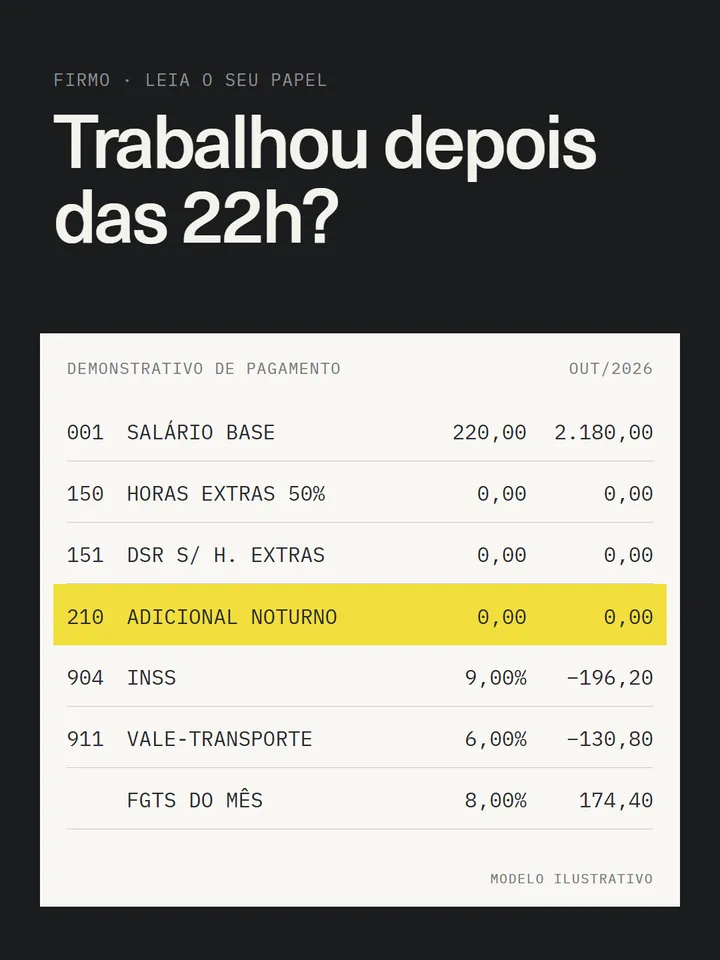 FIRMO · LEIA O SEU PAPEL
Trabalhou depois
das 22h?
DEMONSTRATIVO DE PAGAMENTO OUT/2026
001 SALÁRIO BASE 220,00 2.180,00
150 HORAS EXTRAS 50% 0,00 0,00
151 DSR S/ H. EXTRAS 0,00 0,00
210 ADICIONAL NOTURNO 0,00 0,00
904 INSS 9,00% −196,20
911 VALE-TRANSPORTE 6,00% −130,80
FGTS DO MÊS 8,00% 174,40
MODELO ILUSTRATIVO